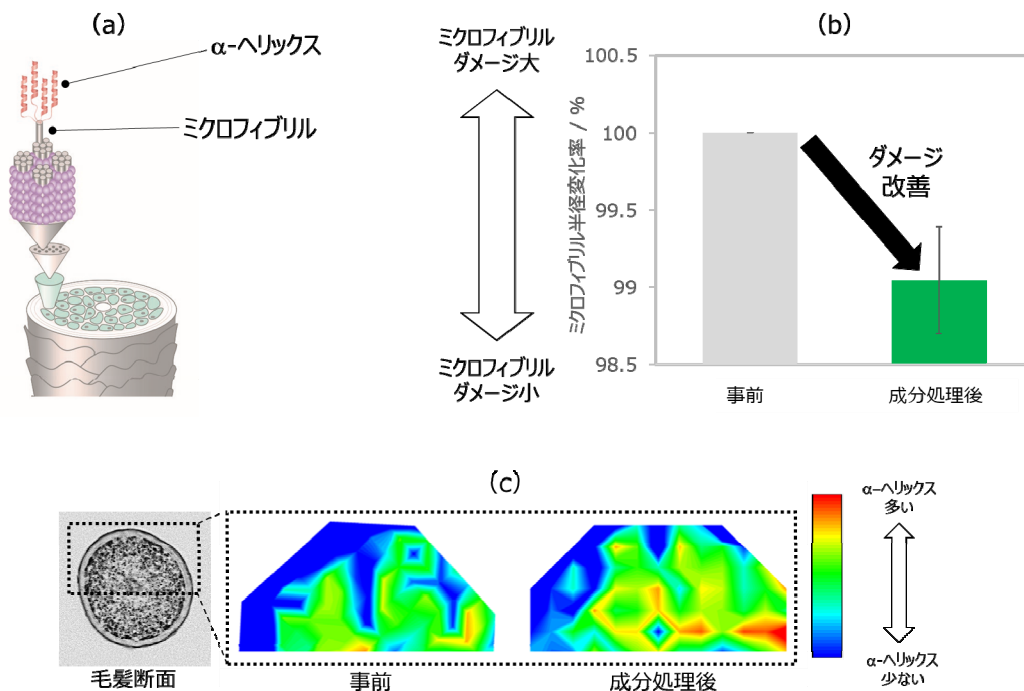 (a)
α-ヘリックス
ミクロフィブリル
ミクロフィブリル
ダメージ大
ミクロフィブリル
ダメージ小
(b)
ミクロフィブリル半径変化率 / %
100.5
100
99.5
99
98.5
ダメージ
改善
事前
成分処理後
(c)
毛髪断面
事前
成分処理後
α-ヘリックス
多い
α-ヘリックス
少ない